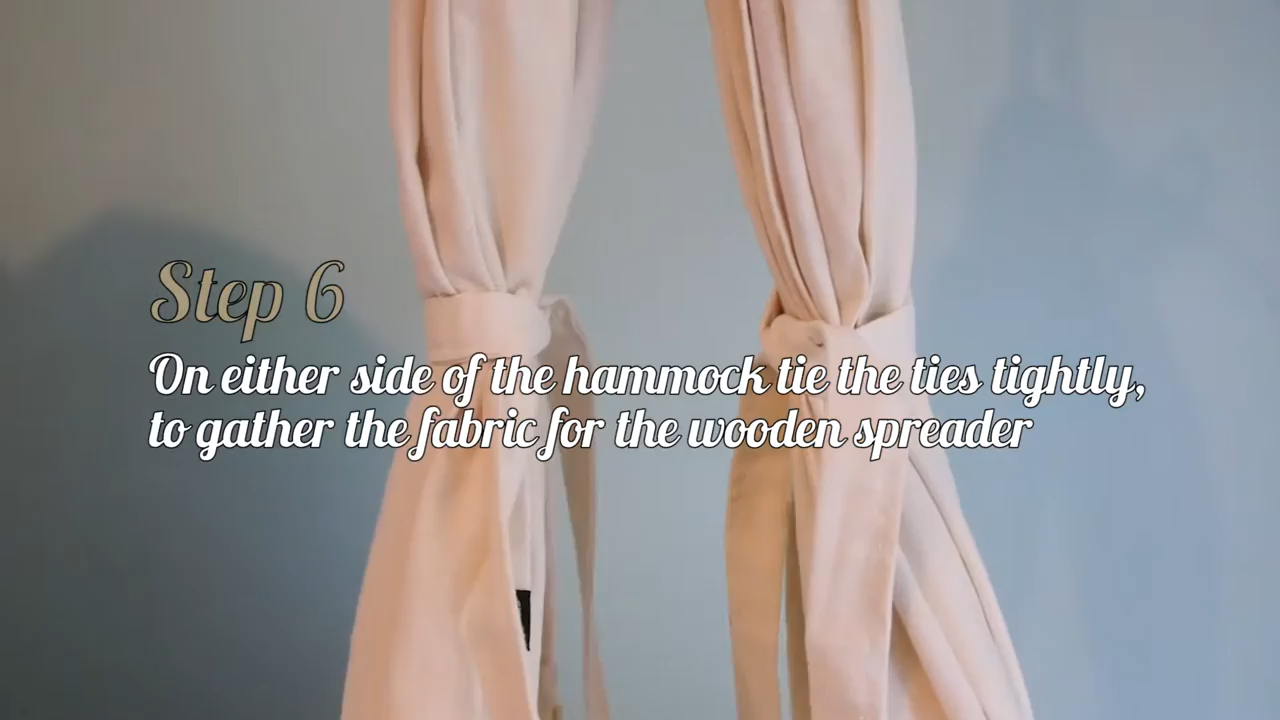 Step 6
On either side of the hammock tie the ties tightly,
to gather the fabric for the wooden spreader